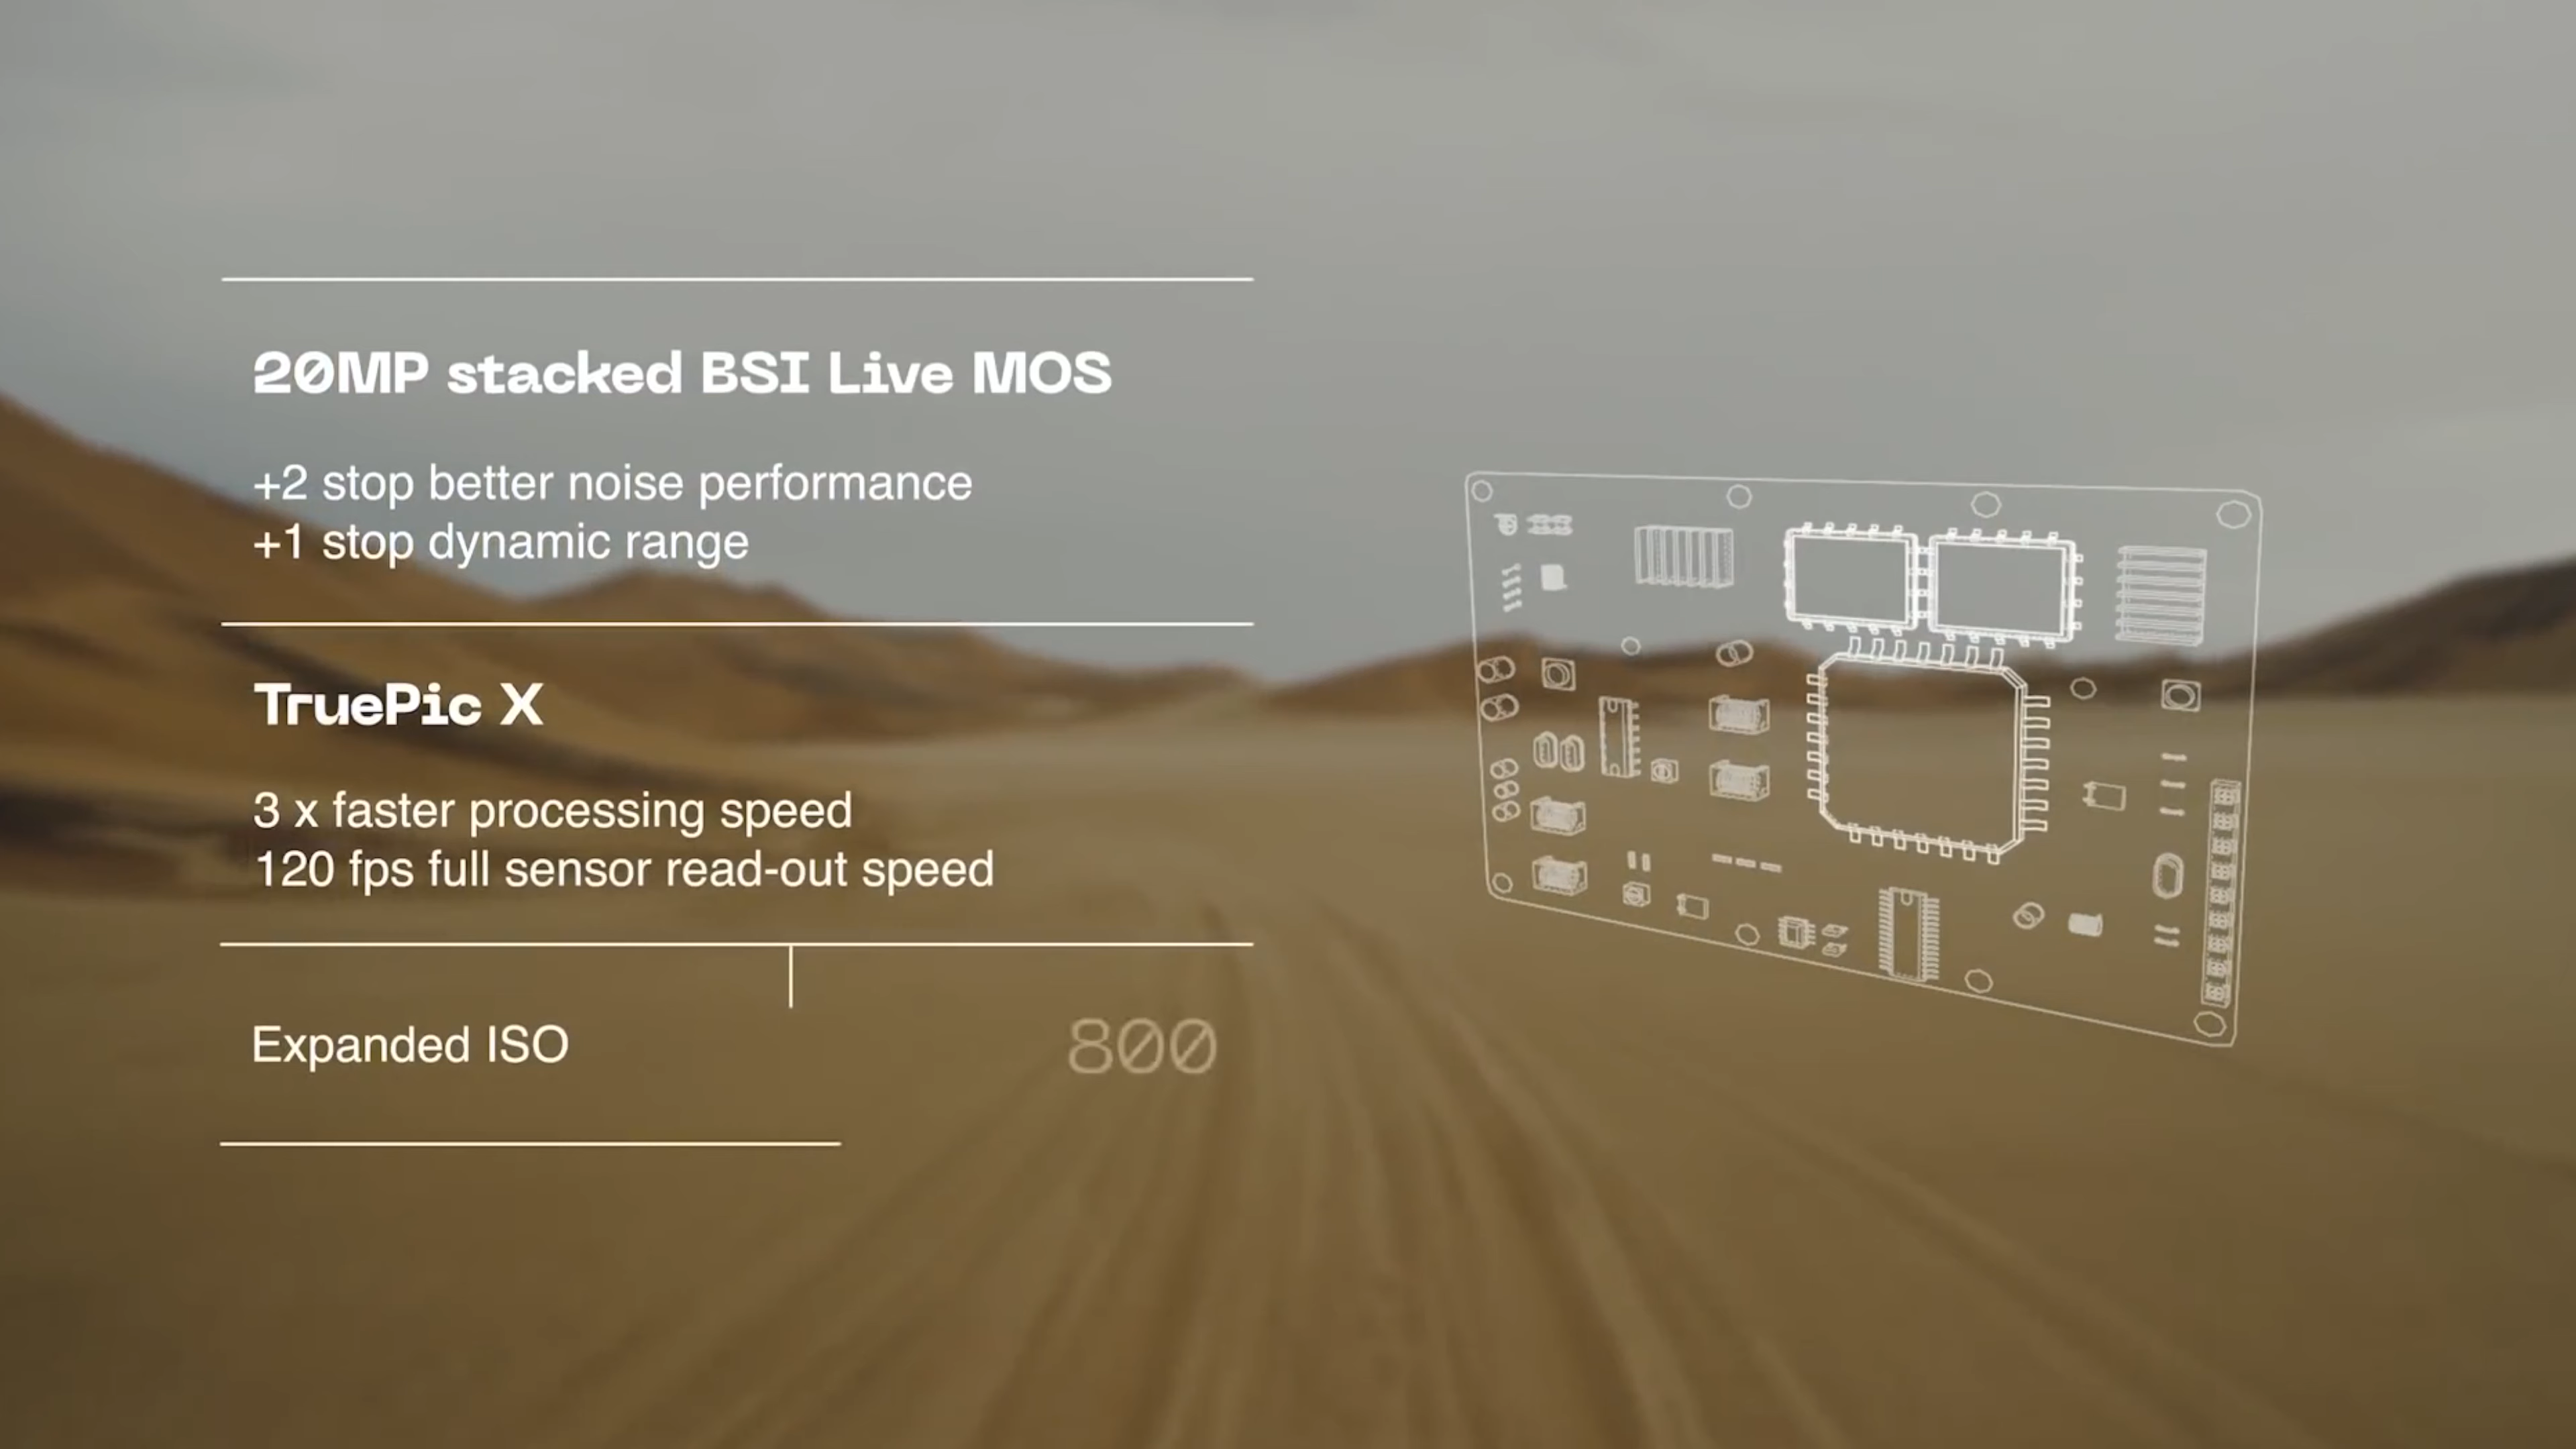 20MP stacked BSI Live MOS
+2 stop better noise performance
+1 stop dynamic range
TruePic X
3 x faster processing speed
120 fps full sensor read-out speed
Expanded ISO 800